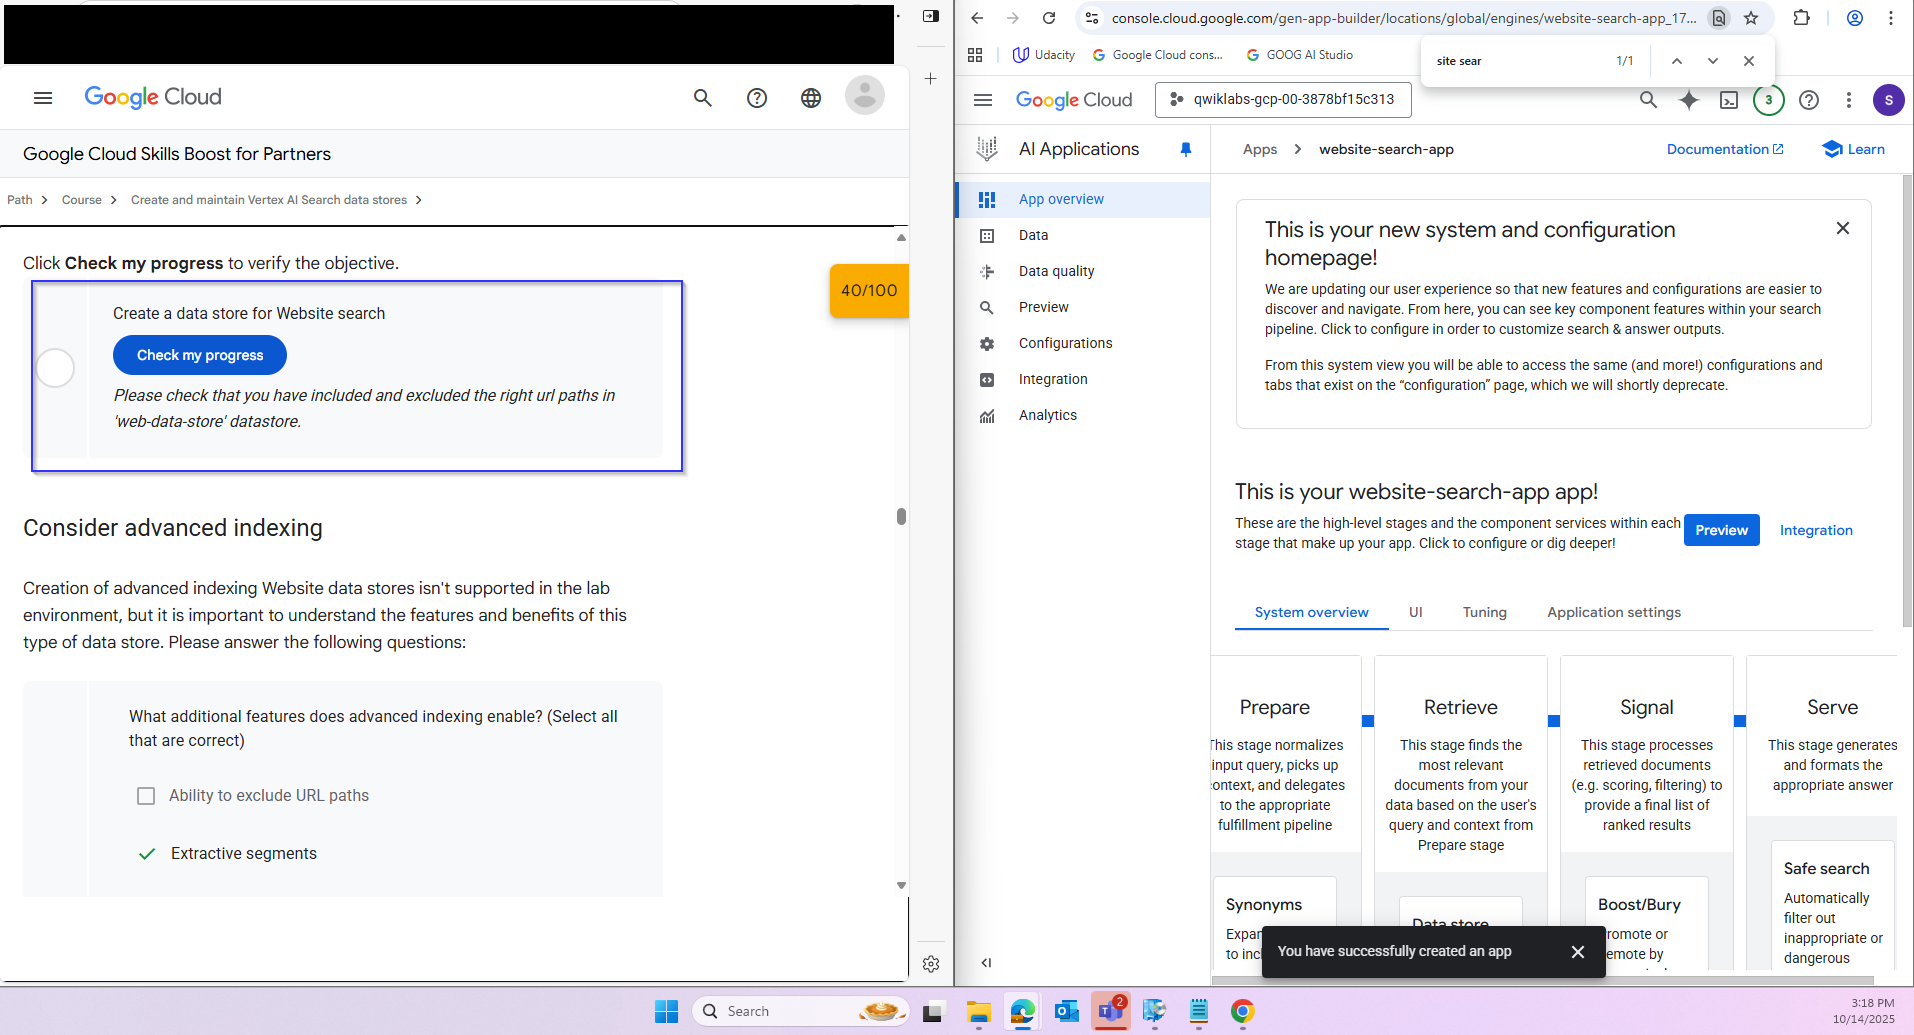 Google Cloud
Google Cloud Skills Boost for Partners
Path
Course
Create and maintain Vertex AI Search data stores
Click Check my progress to verify the objective.
40/100
Create a data store for Website search
Check my progress
Please check that you have included and excluded the right url paths in
'web-data-store' datastore.
Consider advanced indexing
Creation of advanced indexing Website data stores isn't supported in the lab
environment, but it is important to understand the features and benefits of this
type of data store. Please answer the following questions:
What additional features does advanced indexing enable? (Select all
that are correct)
Ability to exclude URL paths
Extractive segments
console.cloud.google.com/gen-app-builder/locations/global/engines/website-search-app_17...
Udacity
Google Cloud cons...
GOOG AI Studio
site sear
1/1
Google Cloud
qwiklabs-gcp-00-3878bf15c313
3
S
AI Applications
Apps
website-search-app
Documentation
Learn
App overview
Data
Data quality
Preview
Configurations
Integration
Analytics
This is your new system and configuration
homepage!
We are updating our user experience so that new features and configurations are easier to
discover and navigate. From here, you can see key component features within your search
pipeline. Click to configure in order to customize search & answer outputs.
From this system view you will be able to access the same (and more!) configurations and
tabs that exist on the “configuration” page, which we will shortly deprecate.
This is your website-search-app app!
These are the high-level stages and the component services within each
stage that make up your app. Click to configure or dig deeper!
Preview
Integration
System overview
UI
Tuning
Application settings
Prepare
This stage normalizes
input query, picks up
context, and delegates
to the appropriate
fulfillment pipeline
Synonyms
Expan
to incl
Retrieve
This stage finds the
most relevant
documents from your
data based on the user's
query and context from
Prepare stage
Data store
Signal
This stage processes
retrieved documents
(e.g. scoring, filtering) to
provide a final list of
ranked results
Boost/Bury
romote or
emote by
Serve
This stage generates
and formats the
appropriate answer
Safe search
Automatically
filter out
inappropriate or
dangerous
You have successfully created an app
Search
2
3:18 PM
10/14/2025